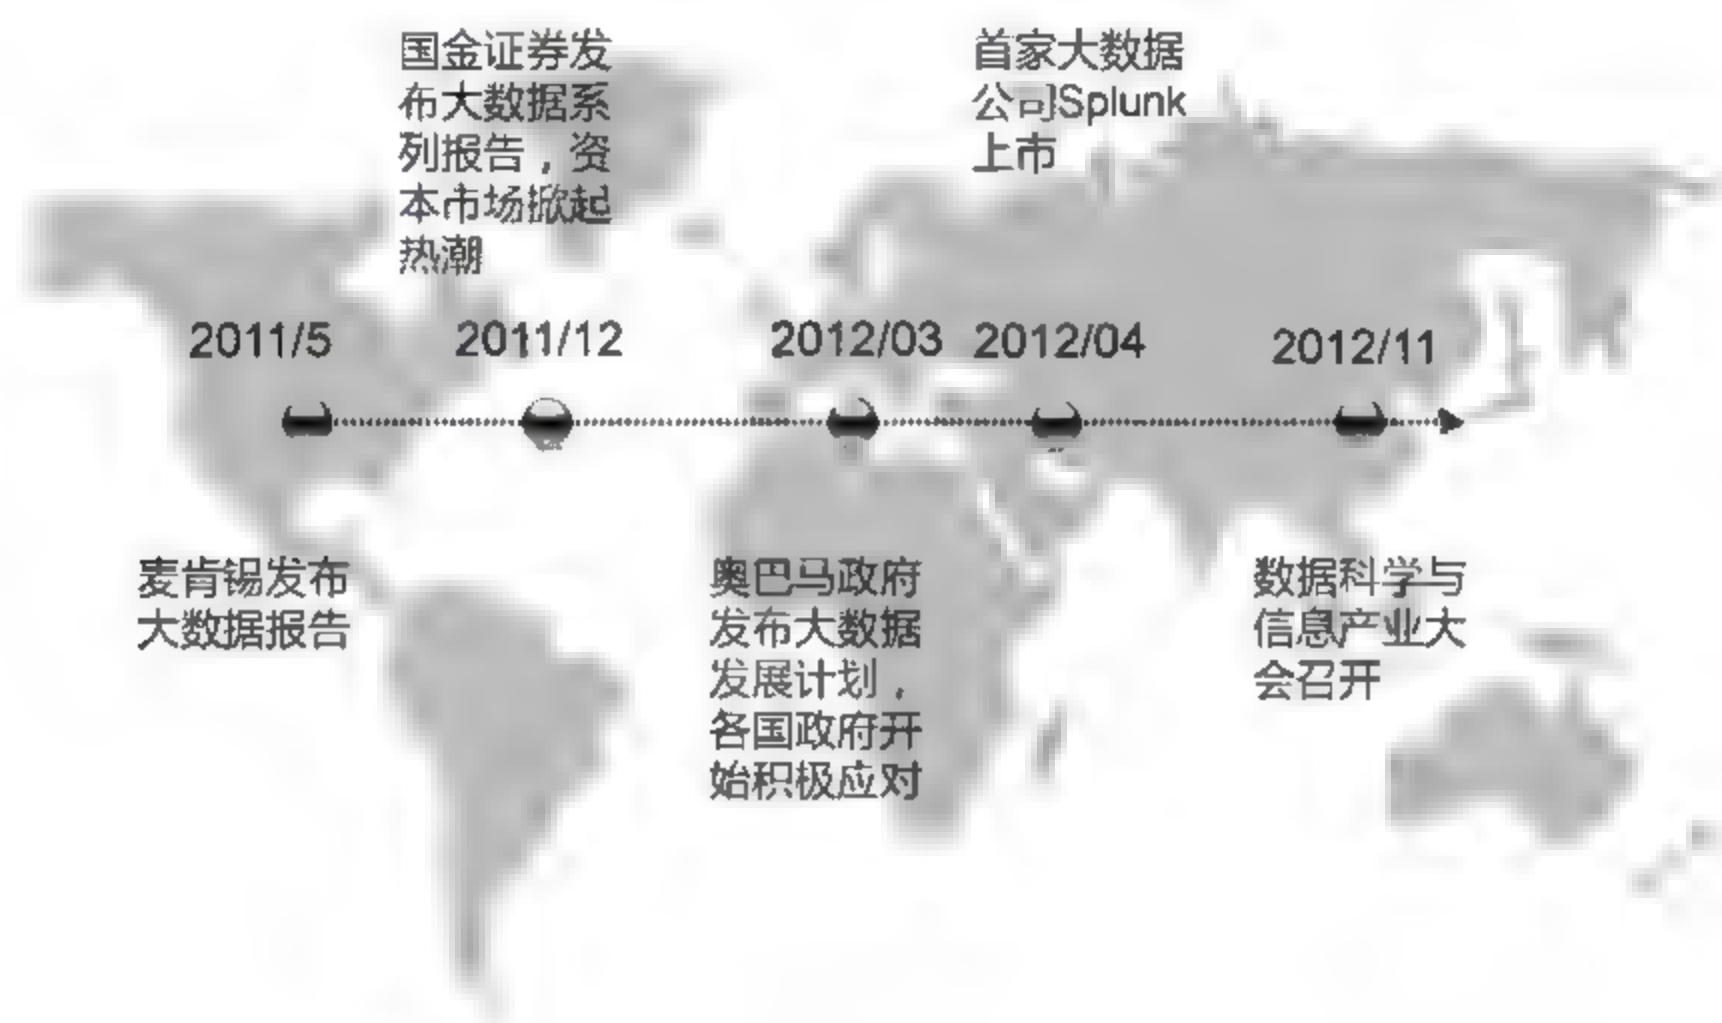 国金证券发
布大数据系
列报告，资
本市场掀起
热潮
首家大数据
公司Splunk
上市
2011/5
2011/12
2012/03
2012/04
2012/11
麦肯锡发布
大数据报告
奥巴马政府
发布大数据
发展计划，
各国政府开
始积极应对
数据科学与
信息产业大
会召开